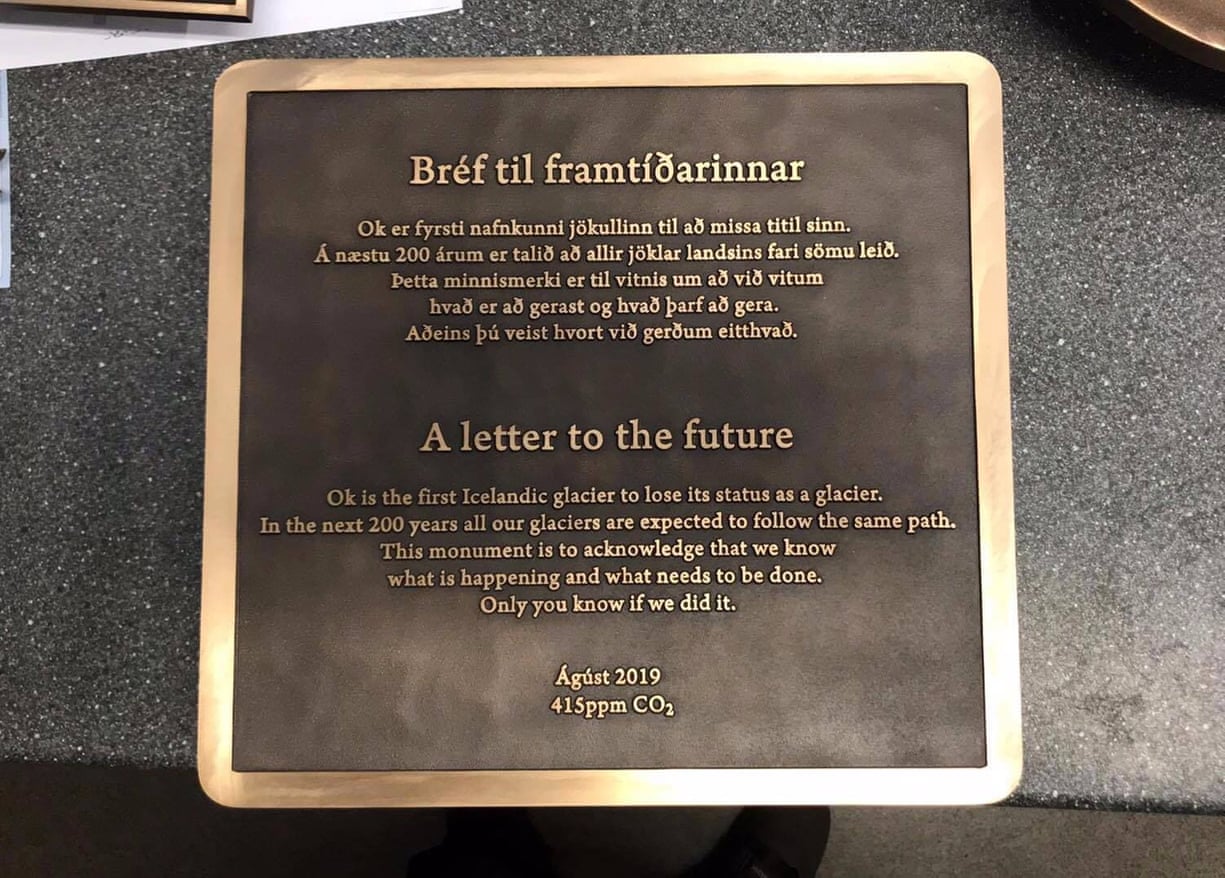 Bréf til framtíðarinnar
Ok er fyrsti nafnkunni jökullinn til að missa titil sinn.
Á næstu 200 árum er talið að allir jöklar landsins fari sömu leið.
Þetta minnismerki er til vitnis um að við vitum
hvað er að gerast og hvað þarf að gera.
Aðeins þú veist hvort við gerðum eitthvað.
A letter to the future
Ok is the first Icelandic glacier to lose its status as a glacier.
In the next 200 years all our glaciers are expected to follow the same path.
This monument is to acknowledge that we know
what is happening and what needs to be done.
Only you know if we did it.
Ágúst 2019
415ppm CO₂